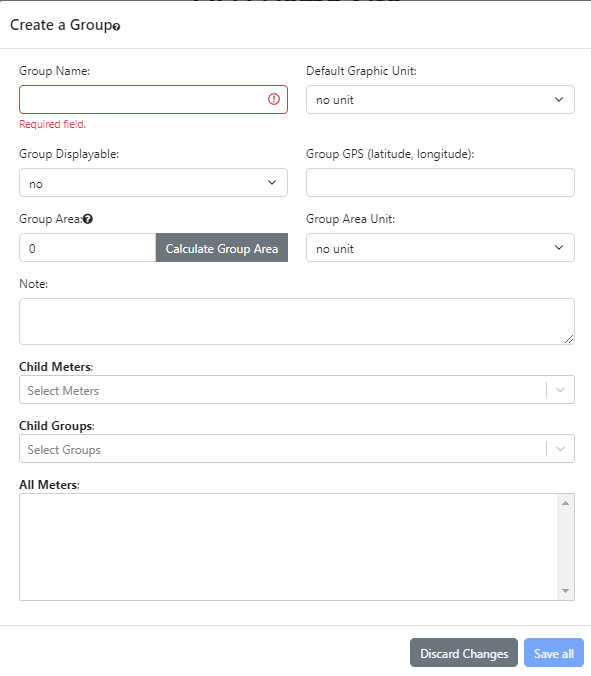 Create a Group
Group Name:
Default Graphic Unit:
no unit
Required field.
Group Displayable:
Group GPS (latitude, longitude):
no
Group Area:
Group Area Unit:
0
Calculate Group Area
no unit
Note:
Child Meters:
Select Meters
Child Groups:
Select Groups
All Meters:
Discard Changes
Save all